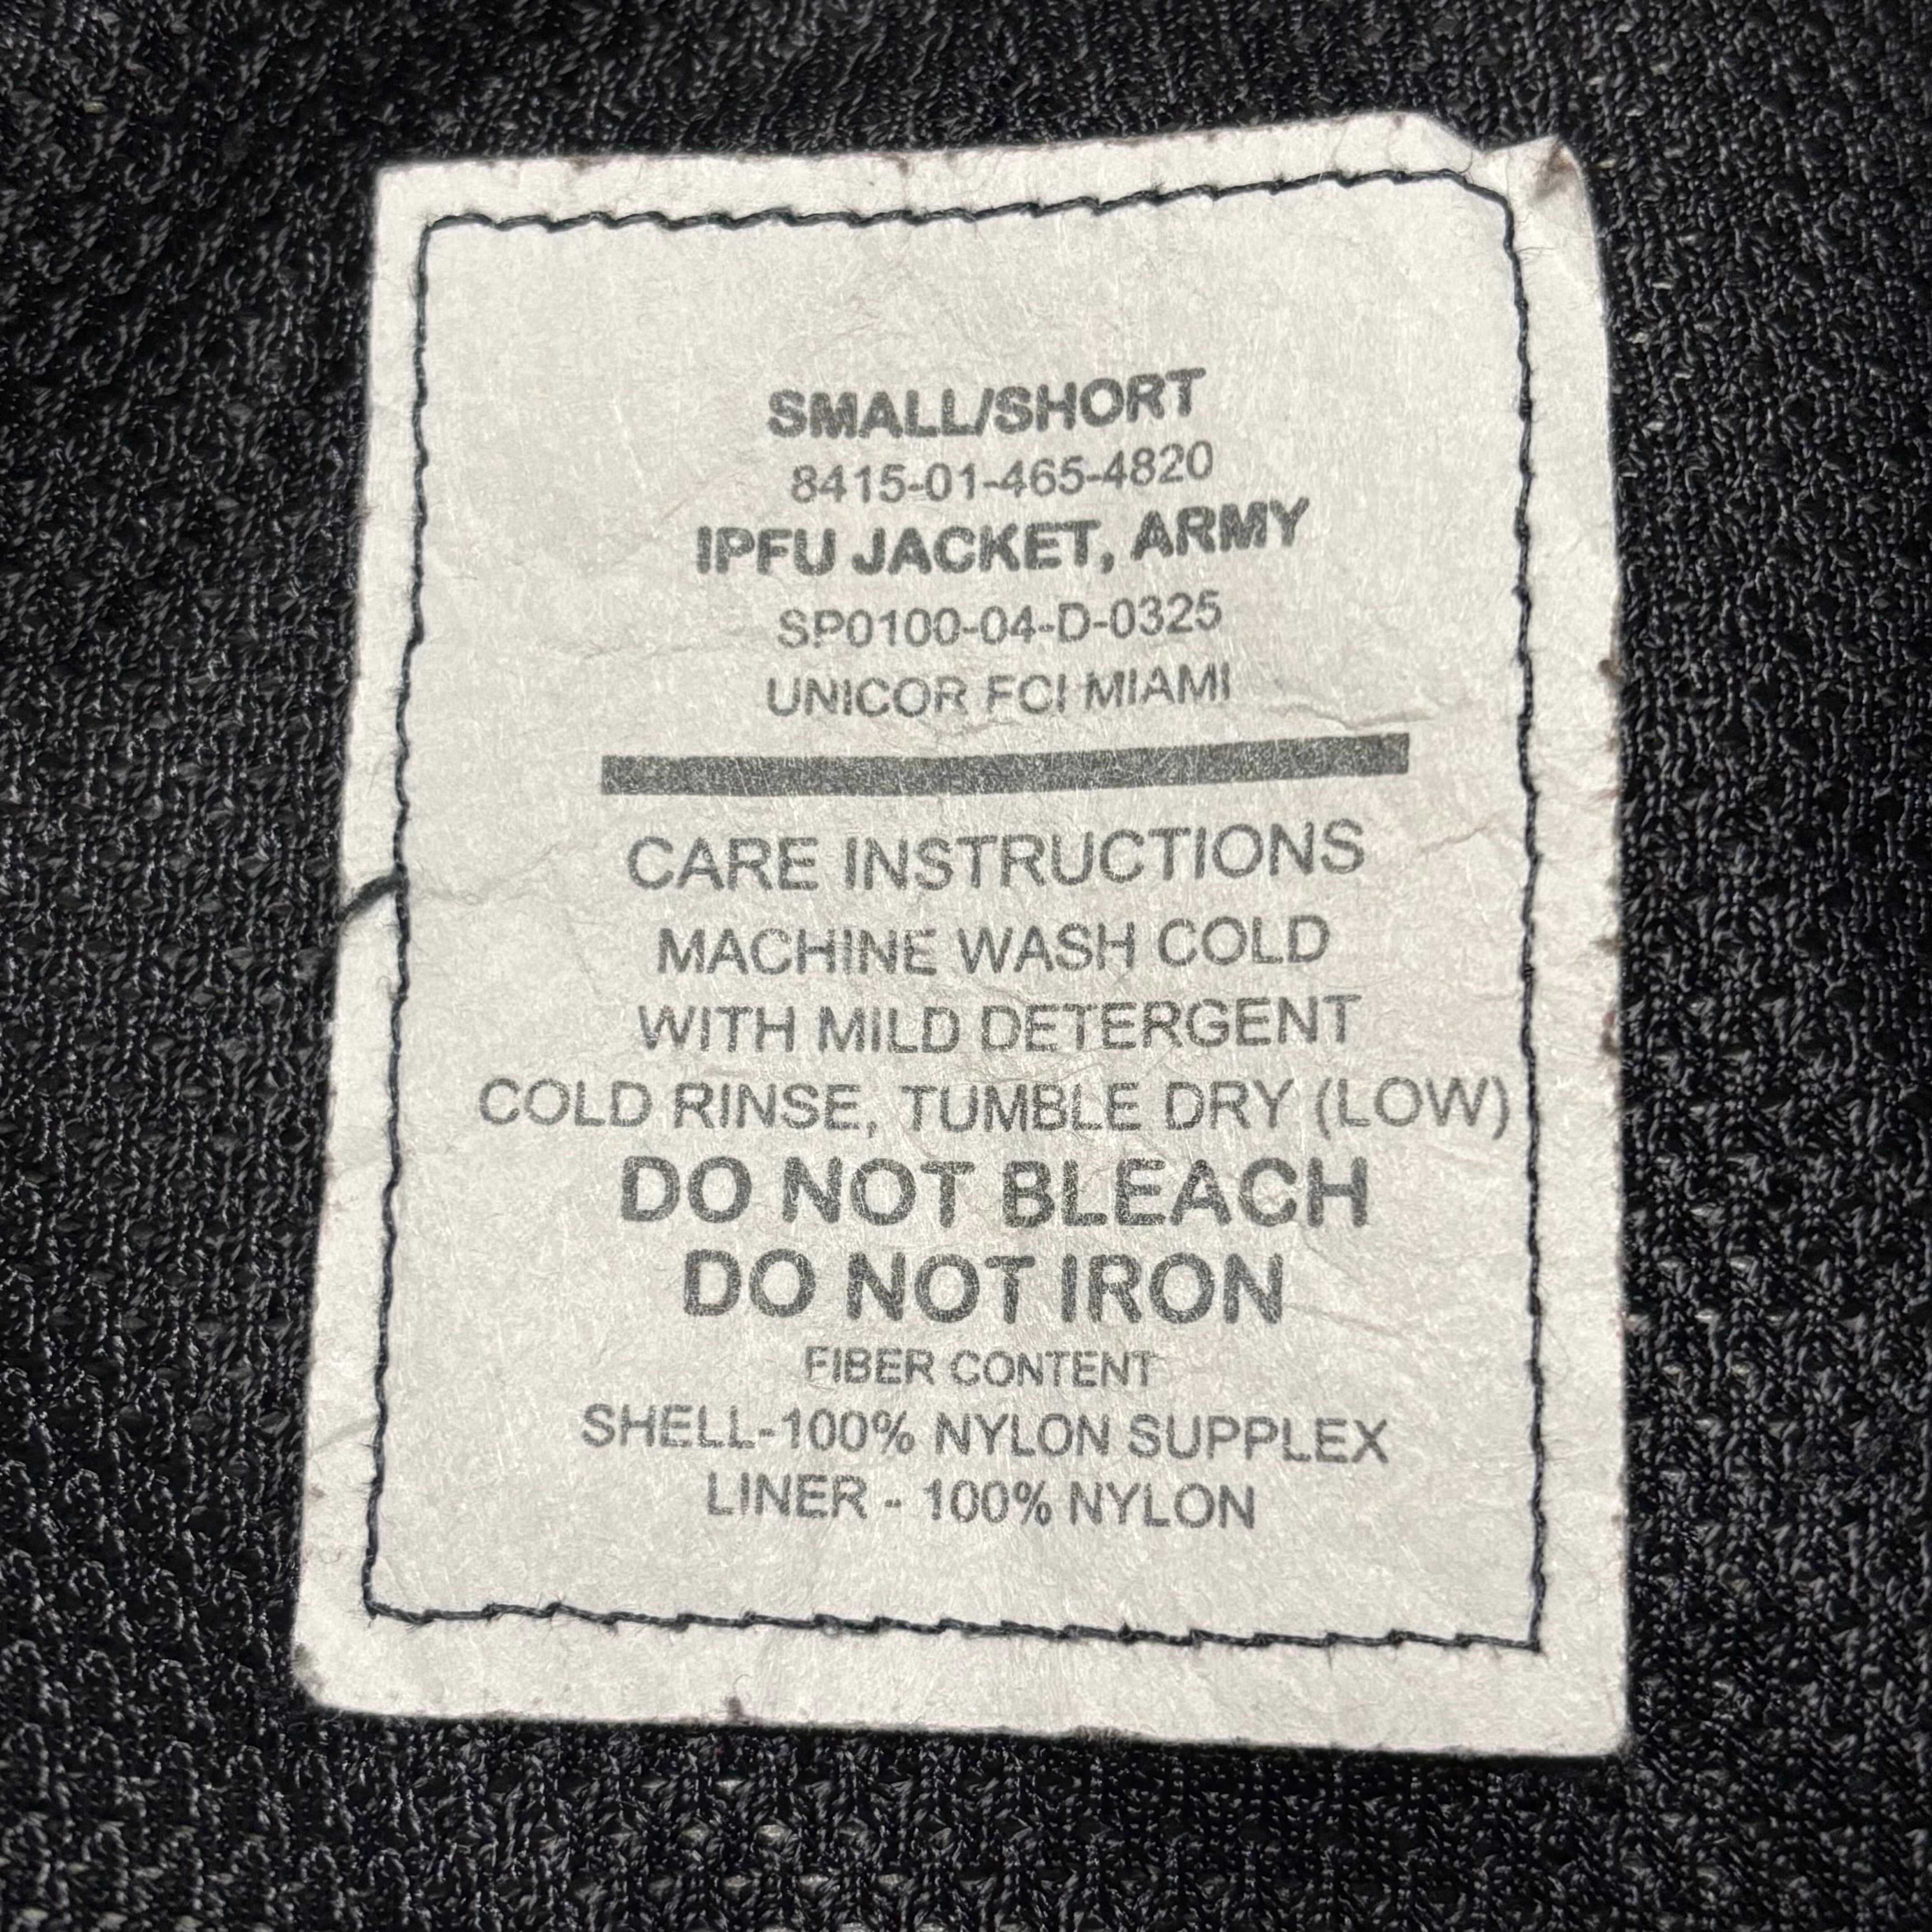 SMALL/SHORT
8415-01-465-4820
IPFU JACKET, ARMY
SP0100-04-D-0325
UNICOR FCI MIAMI
CARE INSTRUCTIONS
MACHINE WASH COLD
WITH MILD DETERGENT
COLD RINSE, TUMBLE DRY (LOW)
DO NOT BLEACH
DO NOT IRON
FIBER CONTENT
SHELL-100% NYLON SUPPLEX
LINER - 100% NYLON